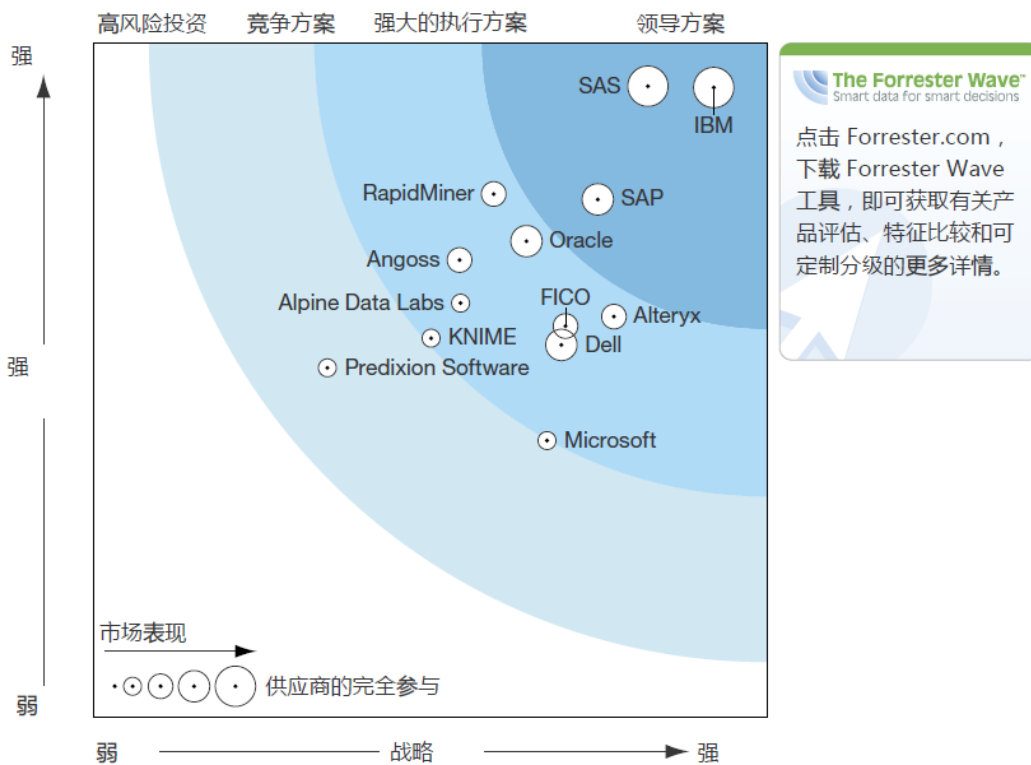 高风险投资 竞争方案 强大的执行方案 领导方案
强
SAS
IBM
RapidMiner
SAP
Oracle
Angoss
FICO
Alpine Data Labs
Alteryx
KNIME
Dell
强
Predixion Software
Microsoft
市场表现
供应商的完全参与
弱
弱 战略 强
The Forrester Wave™
Smart data for smart decisions
点击 Forrester.com，
下载 Forrester Wave
工具，即可获取有关产
品评估、特征比较和可
定制分级的更多详情。